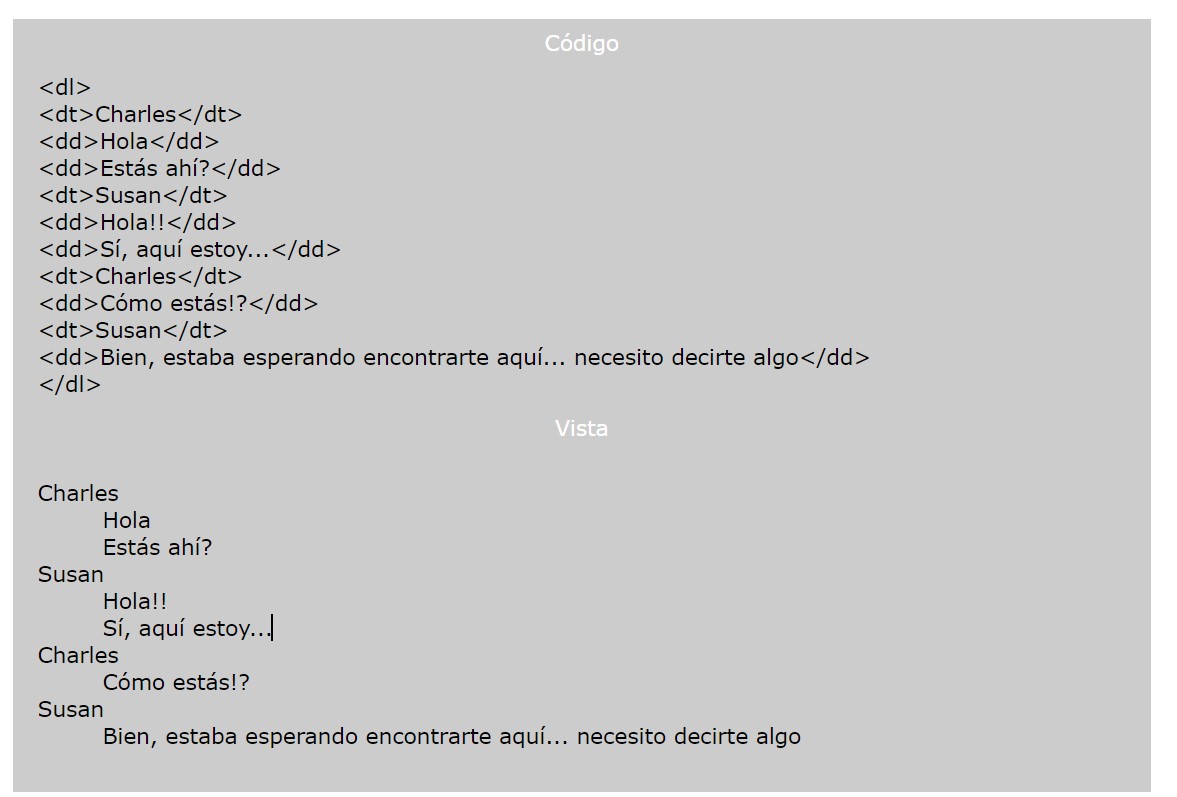 Código
<dl>
<dt>Charles</dt>
<dd>Hola</dd>
<dd>Estás ahí?</dd>
<dt>Susan</dt>
<dd>Hola!!</dd>
<dd>Sí, aquí estoy...</dd>
<dt>Charles</dt>
<dd>Cómo estás!?</dd>
<dt>Susan</dt>
<dd>Bien, estaba esperando encontrarte aquí... necesito decirte algo</dd>
</dl>
Vista
Charles
Hola
Estás ahí?
Susan
Hola!!
Sí, aquí estoy...
Charles
Cómo estás!?
Susan
Bien, estaba esperando encontrarte aquí... necesito decirte algo